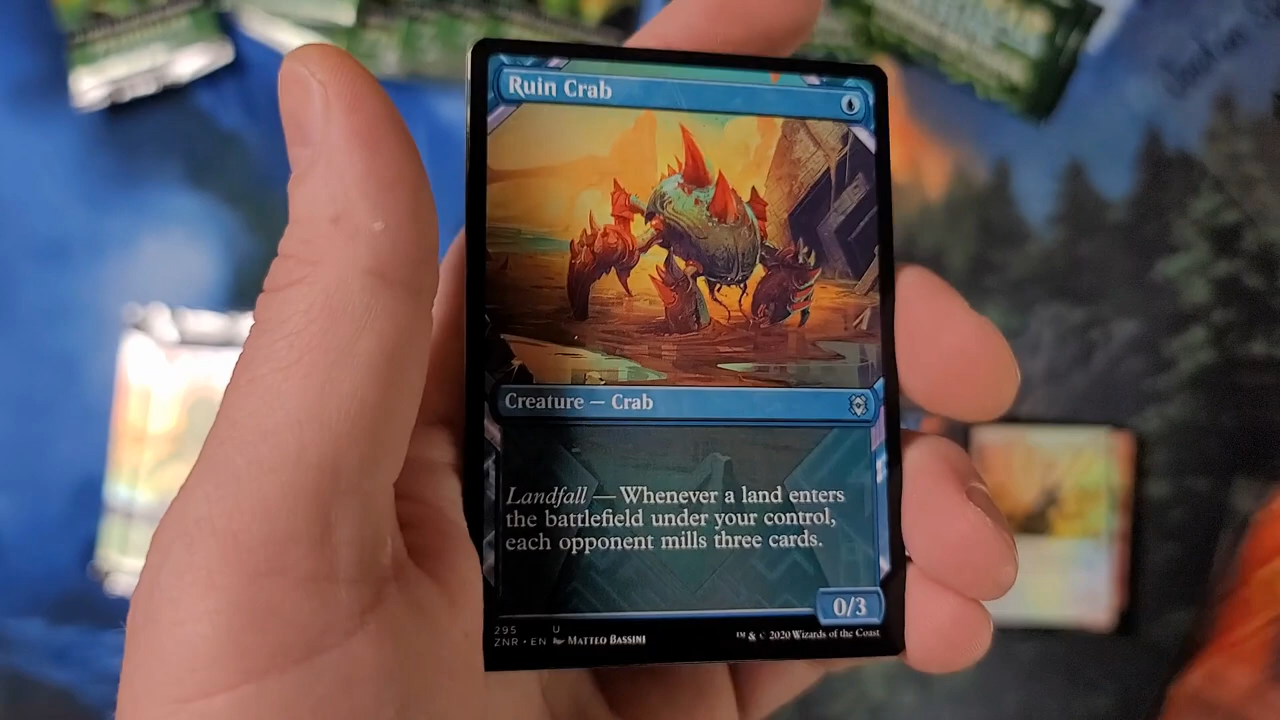 Ruin Crab
Creature — Crab
Landfall — Whenever a land enters
the battlefield under your control,
each opponent mills three cards.
0/3
295 U
ZNR • EN MATTEO BASSINI
™ & © 2020 Wizards of the Coast